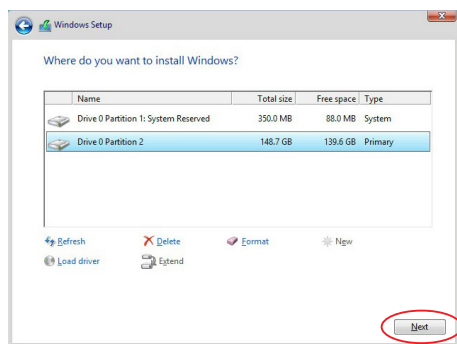 Windows Setup
Where do you want to install Windows?
Name Total size Free space Type
Drive 0 Partition 1: System Reserved 350.0 MB 88.0 MB System
Drive 0 Partition 2 148.7 GB 139.6 GB Primary
Refresh Delete Format New
Load driver Extend
Next